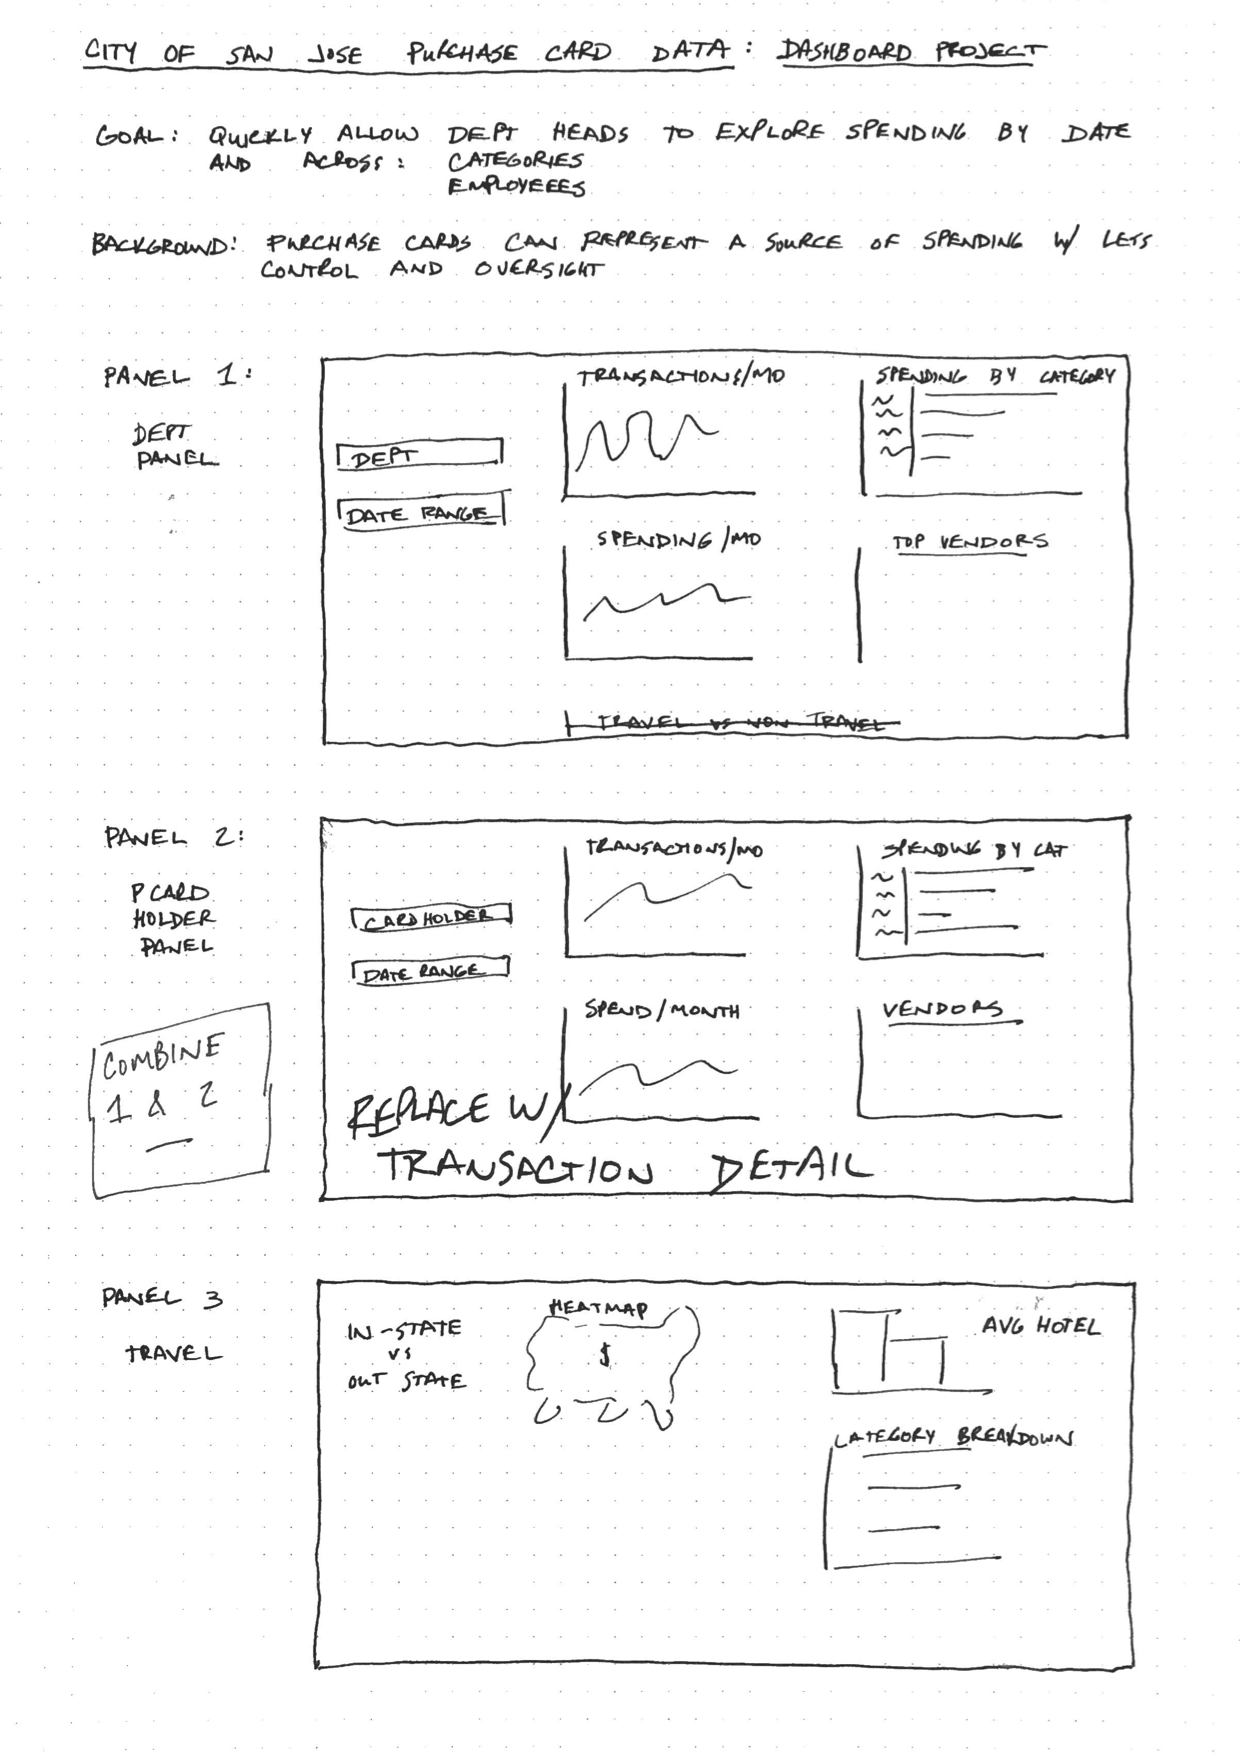 CITY OF SAN JOSE PURCHASE CARD DATA: DASHBOARD PROJECT
GOAL: QUICKLY ALLOW DEPT HEADS TO EXPLORE SPENDING BY DATE
AND ACROSS: CATEGORIES
EMPLOYEEES
BACKGROUND: PURCHASE CARDS CAN REPRESENT A SOURCE OF SPENDING W/ LESS
CONTROL AND OVERSIGHT
PANEL 1:
DEPT
PANEL
DEPT
DATE RANGE
TRANSACTIONS/MO
SPENDING BY CATEGORY
SPENDING/MO
TOP VENDORS
TRAVEL VS NON TRAVEL
PANEL 2:
P CARD
HOLDER
PANEL
COMBINE
1 & 2
CARD HOLDER
DATE RANGE
TRANSACTIONS/MO
SPENDING BY CAT
SPEND/MONTH
VENDORS
REPLACE W/
TRANSACTION DETAIL
PANEL 3
TRAVEL
IN-STATE
VS
OUT STATE
HEATMAP
$
AVG HOTEL
CATEGORY BREAKDOWN